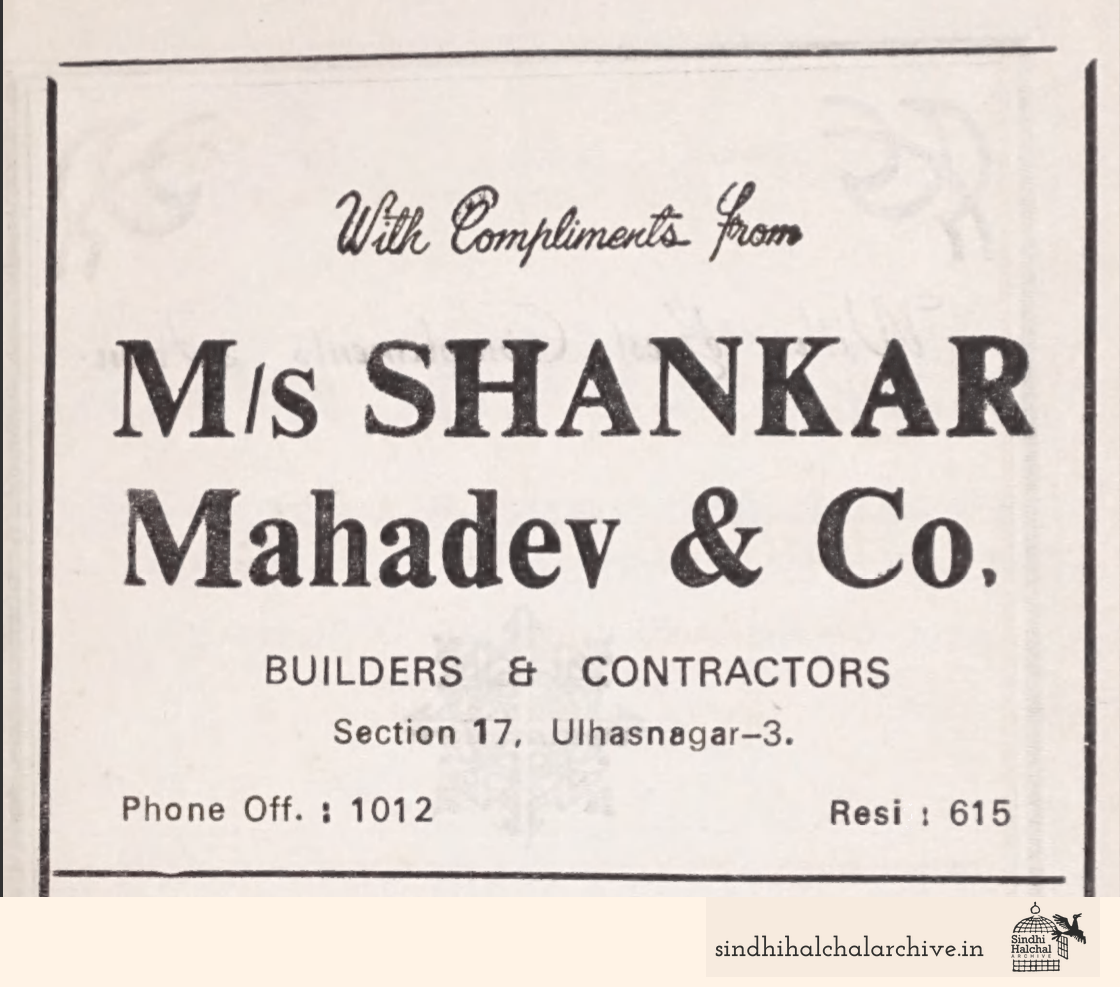 With Compliments From
M/s SHANKAR
Mahadev & Co.
BUILDERS & CONTRACTORS
Section 17, Ulhasnagar-3.
Phone Off. : 1012 Resi : 615
sindhihalchalarchive.in
Sindhi
Halchal
ARCHIVE